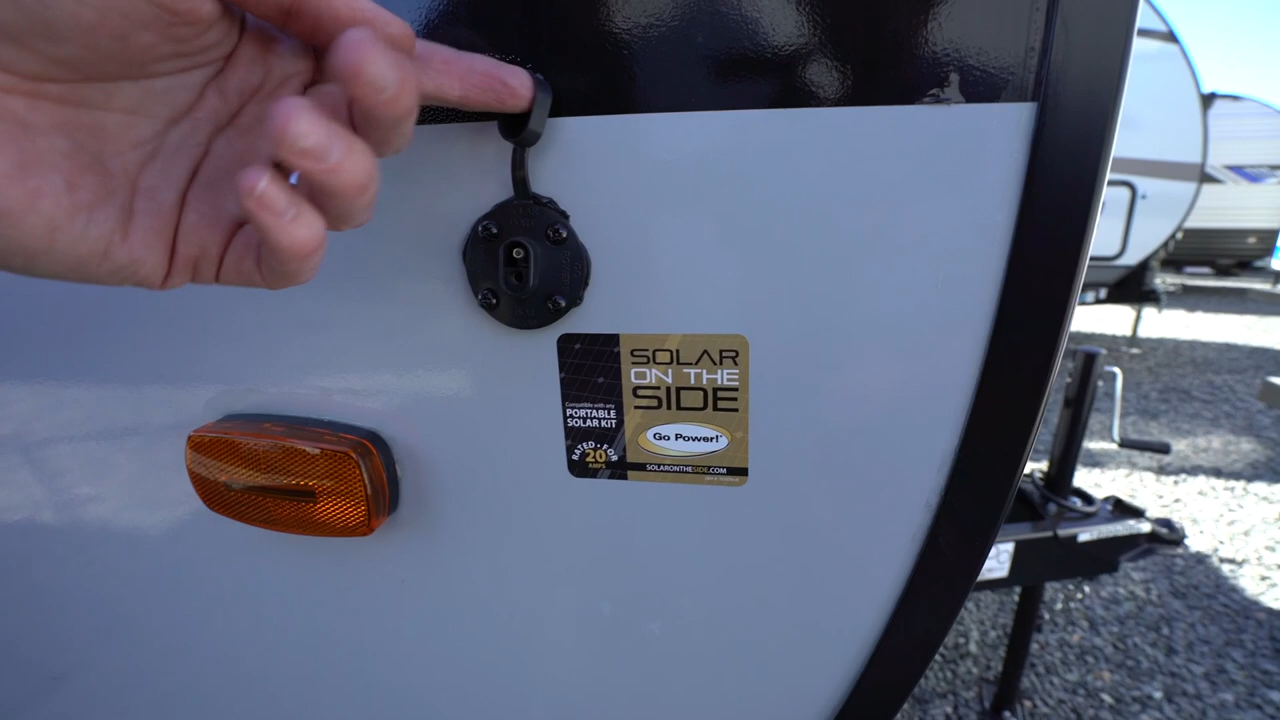 SOLAR
ON THE
SIDE
Compatible with any
PORTABLE
SOLAR KIT
RATED • FOR
20
AMPS
Go Power!
SOLARONTHESIDE.COM